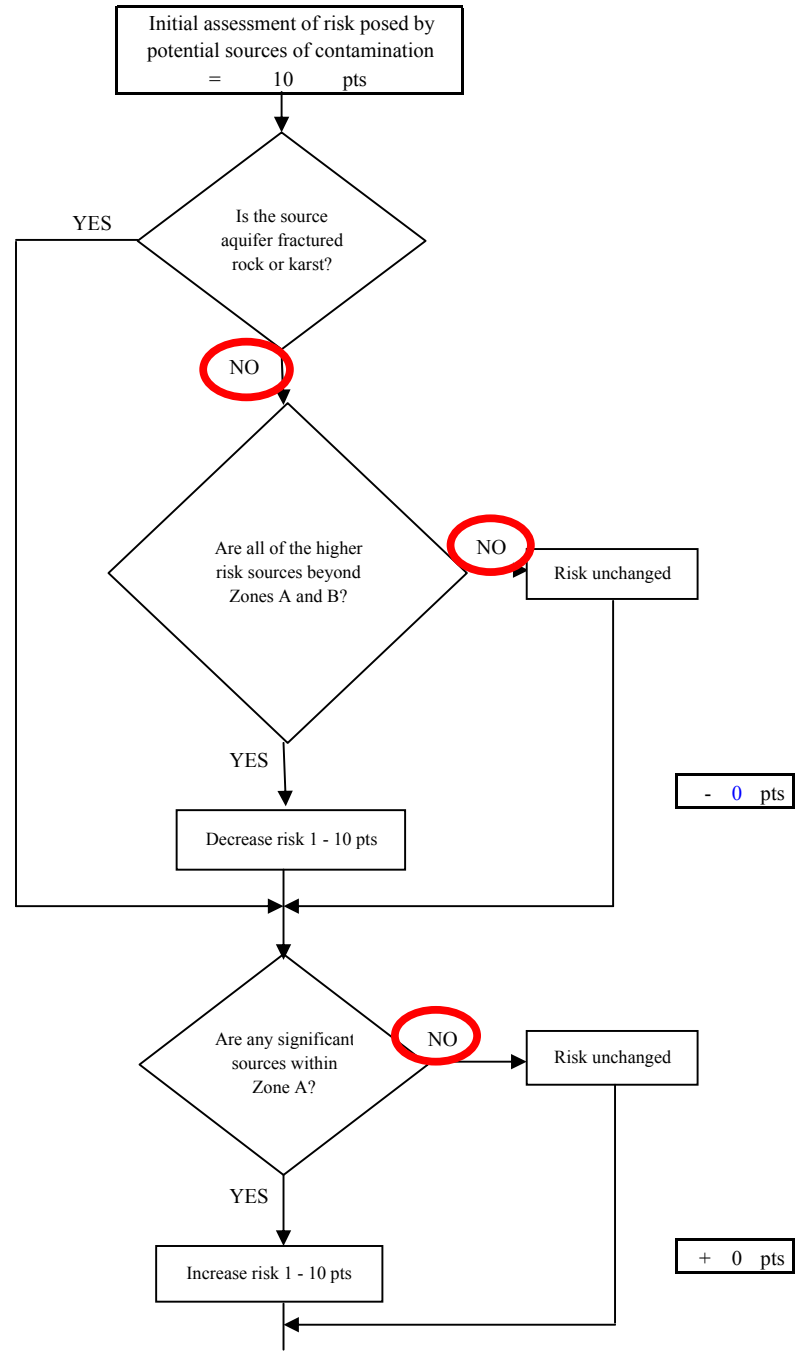 Initial assessment of risk posed by
potential sources of contamination
= 10 pts
YES
Is the source
aquifer fractured
rock or karst?
NO
Are all of the higher
risk sources beyond
Zones A and B?
NO
Risk unchanged
YES
- 0 pts
Decrease risk 1 - 10 pts
Are any significant
sources within
Zone A?
NO
Risk unchanged
YES
+ 0 pts
Increase risk 1 - 10 pts